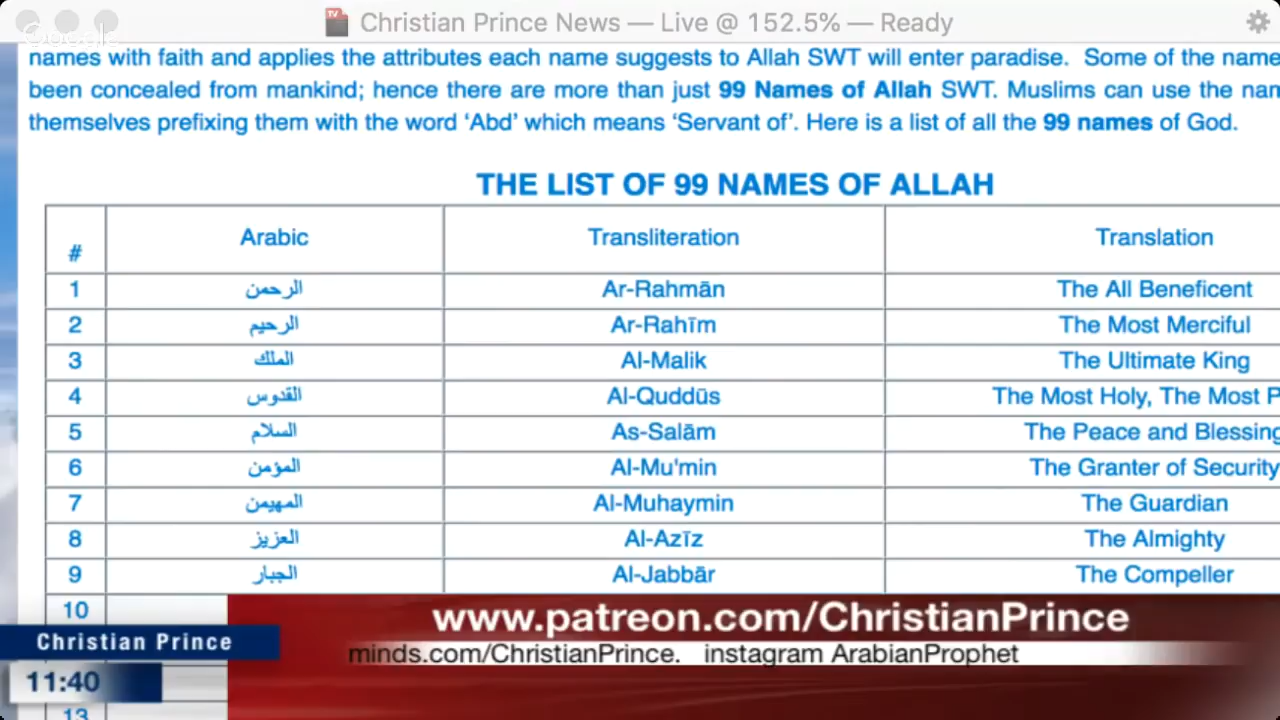 Christian Prince News — Live @ 152.5% — Ready
Google
names with faith and applies the attributes each name suggests to Allah SWT will enter paradise. Some of the name
been concealed from mankind; hence there are more than just 99 Names of Allah SWT. Muslims can use the nam
themselves prefixing them with the word ‘Abd’ which means ‘Servant of’. Here is a list of all the 99 names of God.
THE LIST OF 99 NAMES OF ALLAH
# Arabic Transliteration Translation
1 الرحمن Ar-Rahmān The All Beneficent
2 الرحيم Ar-Rahīm The Most Merciful
3 الملك Al-Malik The Ultimate King
4 القدوس Al-Quddūs The Most Holy, The Most P
5 السلام As-Salām The Peace and Blessing
6 المؤمن Al-Mu'min The Granter of Security
7 المهيمن Al-Muhaymin The Guardian
8 العزيز Al-Azīz The Almighty
9 الجبار Al-Jabbār The Compeller
10
www.patreon.com/ChristianPrince
Christian Prince
minds.com/ChristianPrince. instagram ArabianProphet
11:40
13